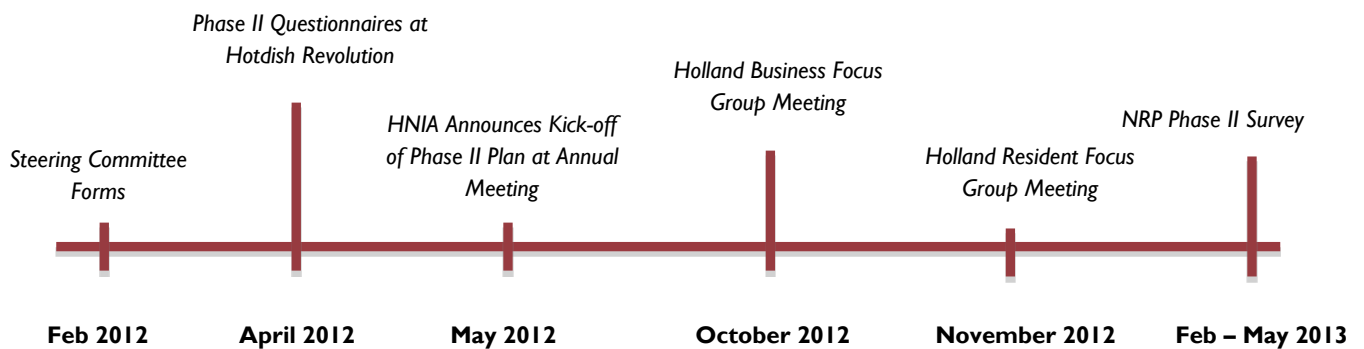 Phase II Questionnaires at
Hotdish Revolution
Holland Business Focus
Group Meeting
HNIA Announces Kick-off
of Phase II Plan at Annual
Meeting
NRP Phase II Survey
Steering Committee
Forms
Holland Resident Focus
Group Meeting
Feb 2012
April 2012
May 2012
October 2012
November 2012
Feb – May 2013